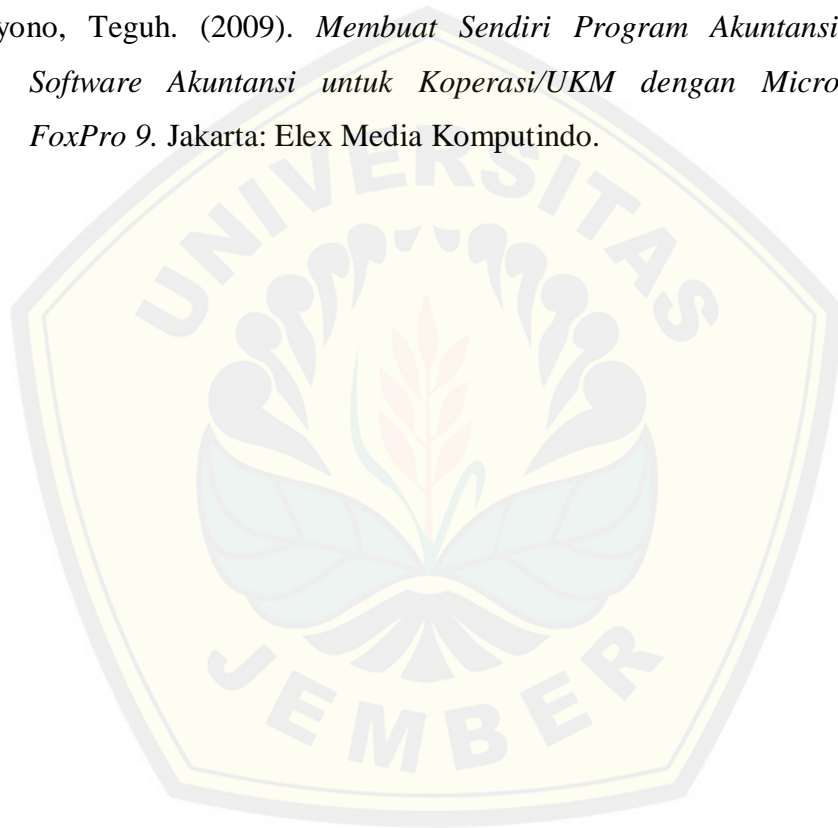 yono, Teguh. (2009). Membuat Sendiri Program Akuntansi
Software Akuntansi untuk Koperasi/UKM dengan Micro
FoxPro 9. Jakarta: Elex Media Komputindo.
UNIVERSITAS
JEMBER